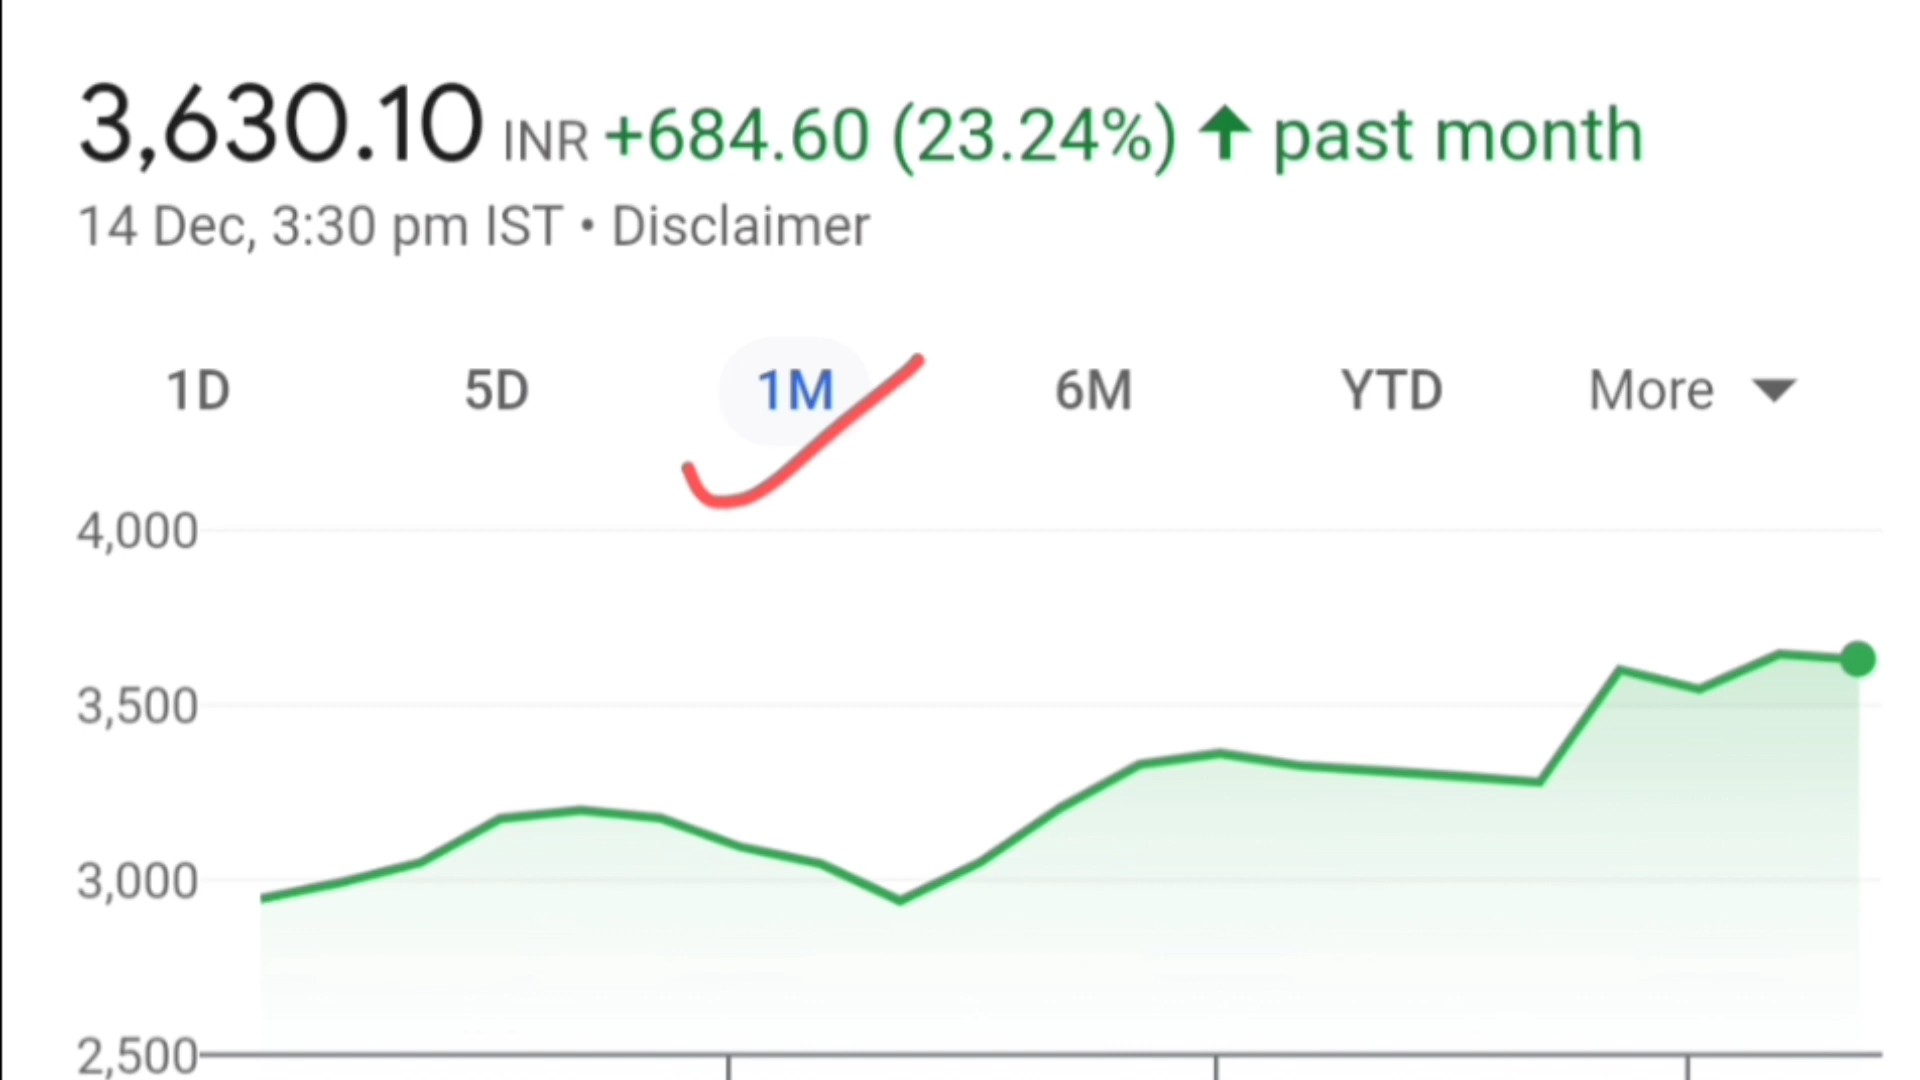 3,630.10 INR +684.60 (23.24%) ↑ past month
14 Dec, 3:30 pm IST • Disclaimer
1D 5D 1M 6M YTD More
4,000
3,500
3,000
2,500